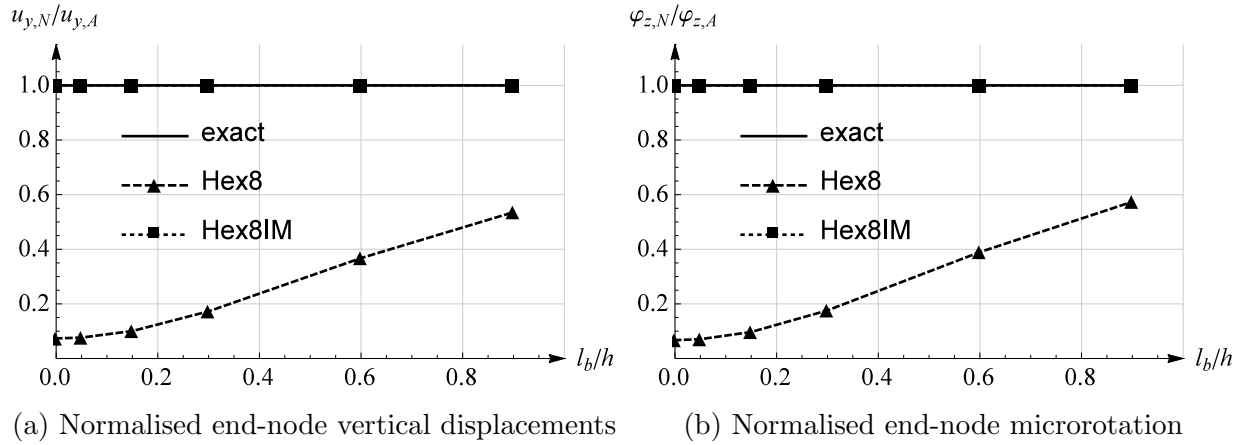 u_{y,N}/u_{y,A}
1.0
0.8
exact
0.6
Hex8
0.4
Hex8IM
0.2
l_b/h
0.0 0.2 0.4 0.6 0.8
(a) Normalised end-node vertical displacements
φ_{z,N}/φ_{z,A}
1.0
0.8
exact
0.6
Hex8
0.4
Hex8IM
0.2
l_b/h
0.0 0.2 0.4 0.6 0.8
(b) Normalised end-node microrotation